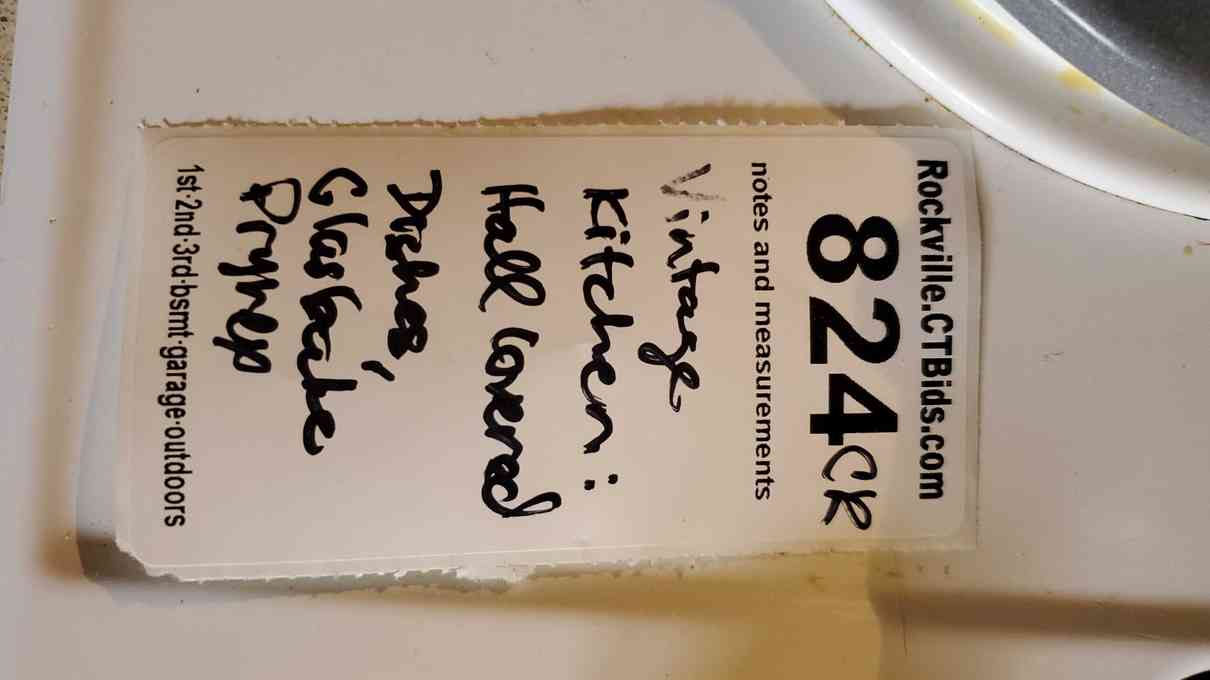 Rockville.CTBids.com
824CR
notes and measurements
Vintage
Kitchen:
Hall Covered
Dishes,
Glasbake
Pryrep
1st·2nd·3rd·bsmt·garage·outdoors